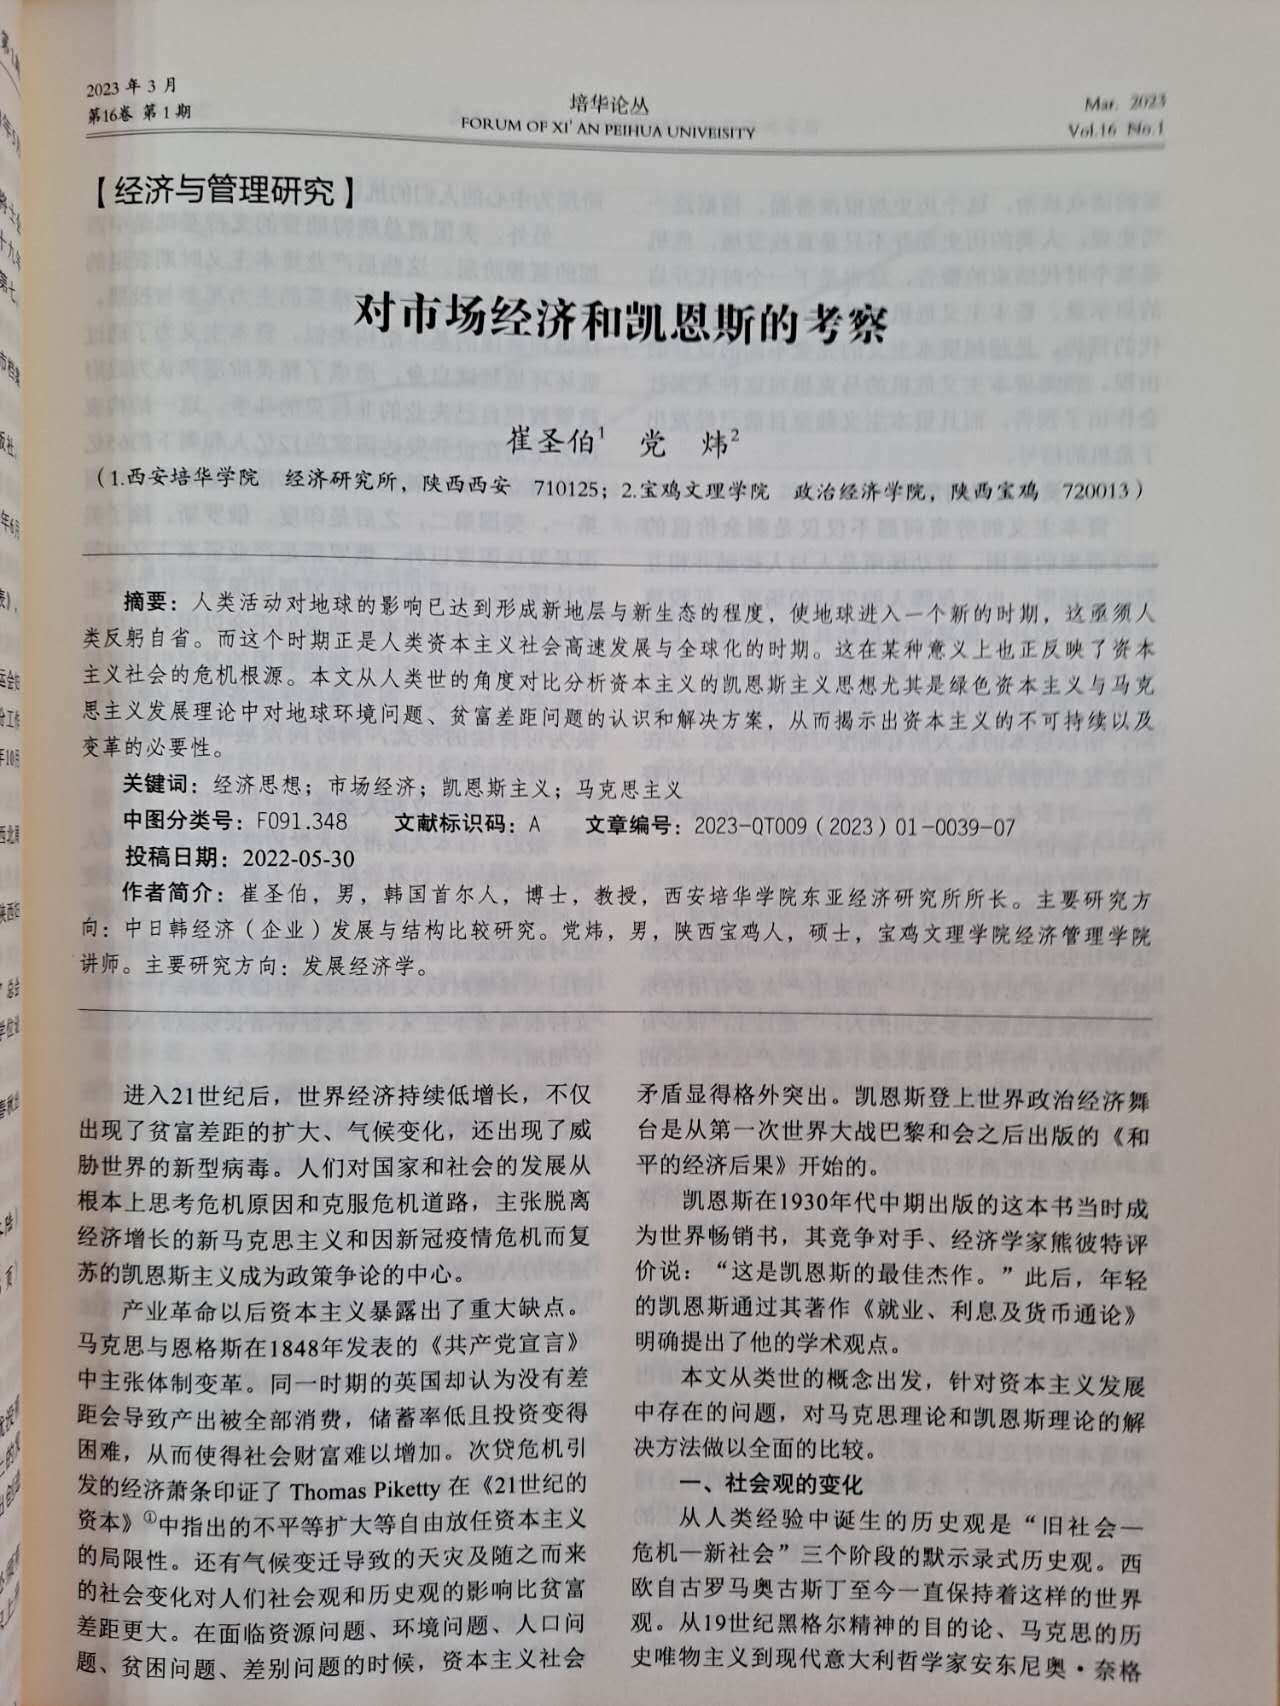 2023 年 3 月
第16卷 第 1 期
培华论丛
FORUM OF XI' AN PEIHUA UNIVEISITY
Mar. 2023
Vol.16 No.1
【经济与管理研究】
对市场经济和凯恩斯的考察
崔圣伯1 党 炜2
（1.西安培华学院 经济研究所，陕西西安 710125；2.宝鸡文理学院 政治经济学院，陕西宝鸡 720013）
摘要：人类活动对地球的影响已达到形成新地层与新生态的程度，使地球进入一个新的时期，这亟须人
类反躬自省。而这个时期正是人类资本主义社会高速发展与全球化的时期。这在某种意义上也正反映了资本
主义社会的危机根源。本文从人类世的角度对比分析资本主义的凯恩斯主义思想尤其是绿色资本主义与马克
思主义发展理论中对地球环境问题、贫富差距问题的认识和解决方案，从而揭示出资本主义的不可持续以及
变革的必要性。
关键词：经济思想；市场经济；凯恩斯主义；马克思主义
中图分类号：F091.348 文献标识码：A 文章编号：2023-QT009（2023）01-0039-07
投稿日期：2022-05-30
作者简介：崔圣伯，男，韩国首尔人，博士，教授，西安培华学院东亚经济研究所所长。主要研究方
向：中日韩经济（企业）发展与结构比较研究。党炜，男，陕西宝鸡人，硕士，宝鸡文理学院经济管理学院
讲师。主要研究方向：发展经济学。
进入21世纪后，世界经济持续低增长，不仅
出现了贫富差距的扩大、气候变化，还出现了威
胁世界的新型病毒。人们对国家和社会的发展从
根本上思考危机原因和克服危机道路，主张脱离
经济增长的新马克思主义和因新冠疫情危机而复
苏的凯恩斯主义成为政策争论的中心。
产业革命以后资本主义暴露出了重大缺点。
马克思与恩格斯在1848年发表的《共产党宣言》
中主张体制变革。同一时期的英国却认为没有差
距会导致产出被全部消费，储蓄率低且投资变得
困难，从而使得社会财富难以增加。次贷危机引
发的经济萧条印证了 Thomas Piketty 在《21世纪的
资本》①中指出的不平等扩大等自由放任资本主义
的局限性。还有气候变迁导致的天灾及随之而来
的社会变化对人们社会观和历史观的影响比贫富
差距更大。在面临资源问题、环境问题、人口问
题、贫困问题、差别问题的时候，资本主义社会
矛盾显得格外突出。凯恩斯登上世界政治经济舞
台是从第一次世界大战巴黎和会之后出版的《和
平的经济后果》开始的。
凯恩斯在1930年代中期出版的这本书当时成
为世界畅销书，其竞争对手、经济学家熊彼特评
价说：“这是凯恩斯的最佳杰作。”此后，年轻
的凯恩斯通过其著作《就业、利息及货币通论》
明确提出了他的学术观点。
本文从类世的概念出发，针对资本主义发展
中存在的问题，对马克思理论和凯恩斯理论的解
决方法做以全面的比较。
一、社会观的变化
从人类经验中诞生的历史观是“旧社会—
危机—新社会”三个阶段的默示录式历史观。西
欧自古罗马奥古斯丁至今一直保持着这样的世界
观。从19世纪黑格尔精神的目的论、马克思的历
史唯物主义到现代意大利哲学家安东尼奥·奈格